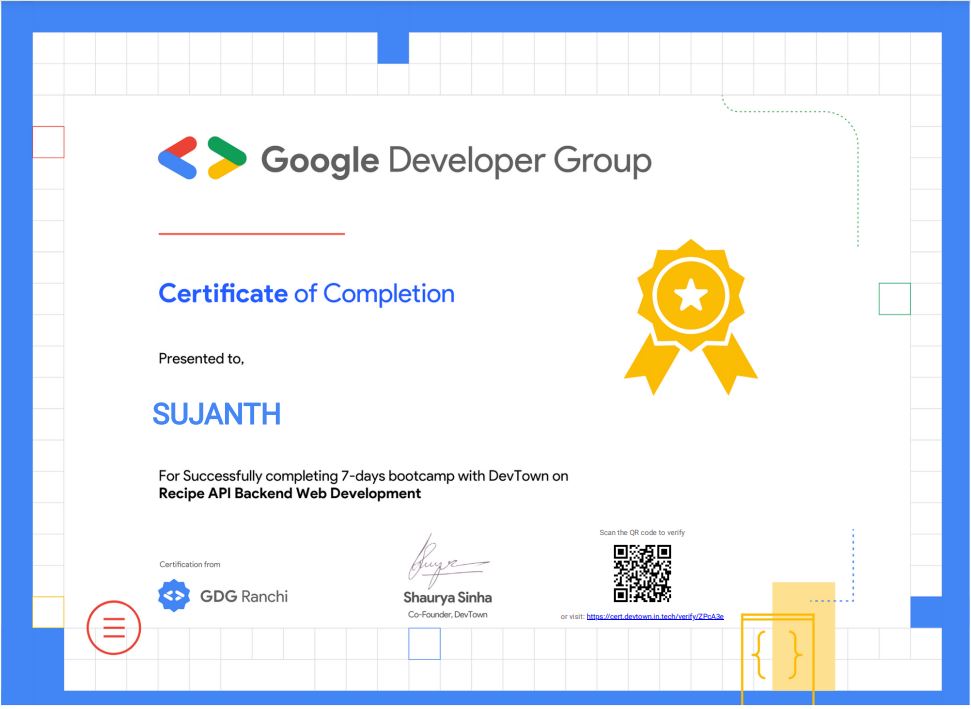 Google Developer Group
Certificate of Completion
Presented to,
SUJANTH
For Successfully completing 7-days bootcamp with DevTown on
Recipe API Backend Web Development
Scan the QR code to verify
Certification from
GDG Ranchi
Shaurya Sinha
Co-Founder, DevTown
or visit: https://cert.devtown.in.tech/verify/ZPcA3e
{ }